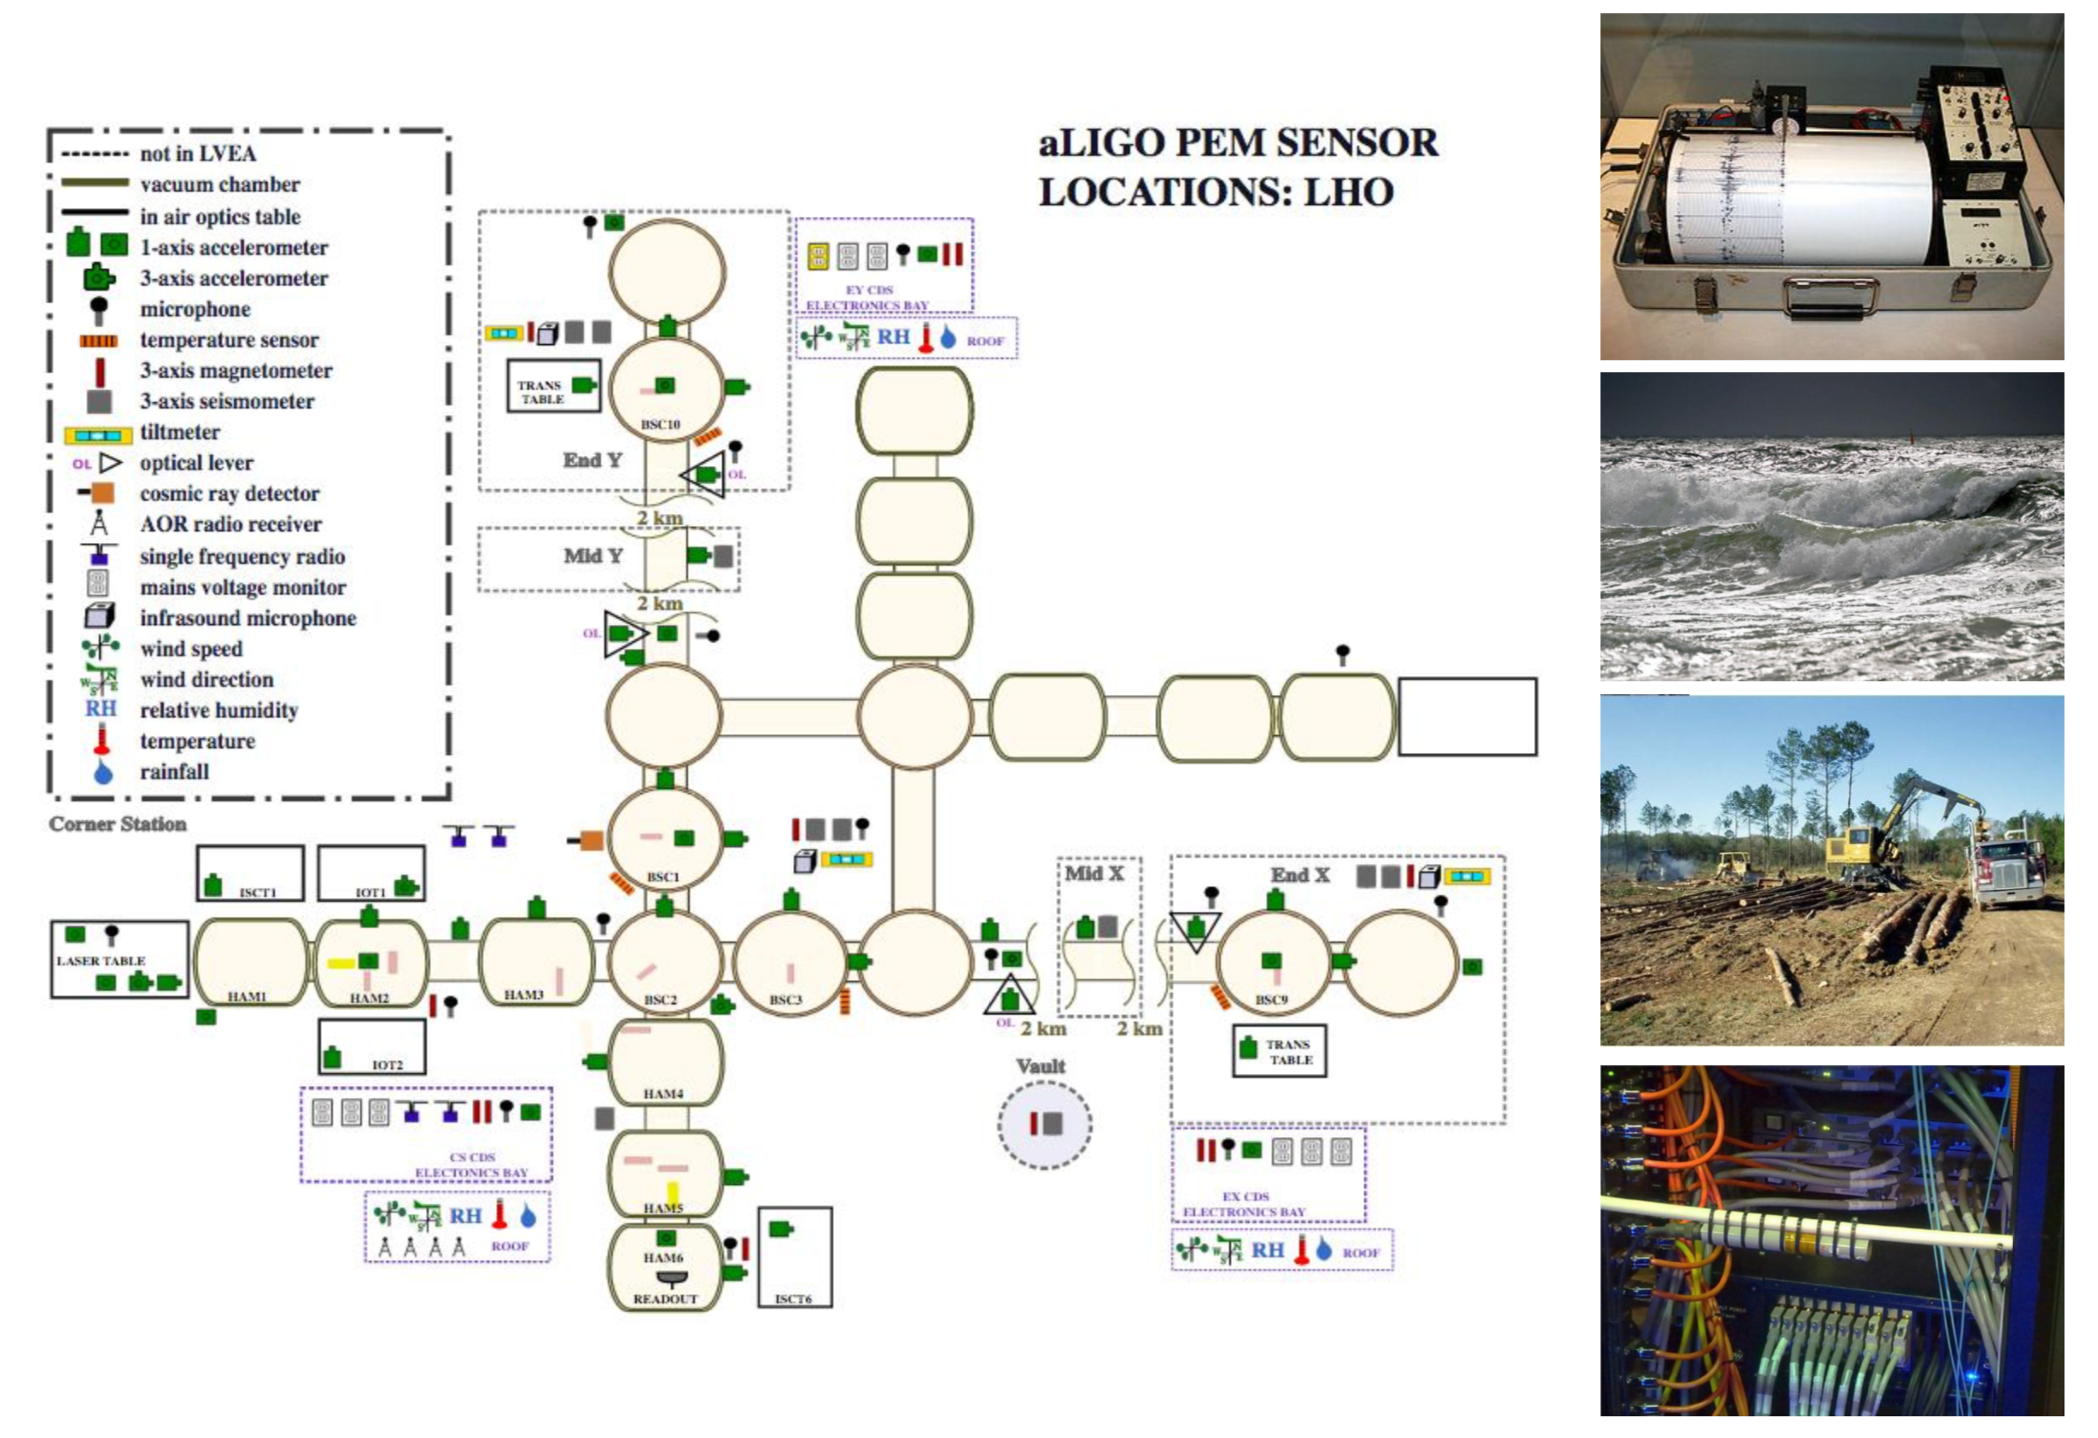 aLIGO PEM SENSOR
LOCATIONS: LHO
not in LVEA
vacuum chamber
in air optics table
1-axis accelerometer
3-axis accelerometer
microphone
temperature sensor
3-axis magnetometer
3-axis seismometer
tiltmeter
OL optical lever
cosmic ray detector
AOR radio receiver
single frequency radio
mains voltage monitor
infrasound microphone
wind speed
W S N E wind direction
RH relative humidity
temperature
rainfall
EY CDS
ELECTRONICS BAY
W S N E RH ROOF
TRANS
TABLE
BSC10
End Y
OL
2 km
Mid Y
2 km
OL
Corner Station
ISCT1
IOT1
LASER TABLE
HAM1
HAM2
HAM3
IOT2
BSC1
BSC2
BSC3
OL
2 km
Mid X
2 km
End X
BSC9
TRANS
TABLE
Vault
HAM4
HAM5
HAM6
READOUT
ISCT6
CS CDS
ELECTONICS BAY
W S N E RH
ROOF
EX CDS
ELECTRONICS BAY
W S N E RH ROOF